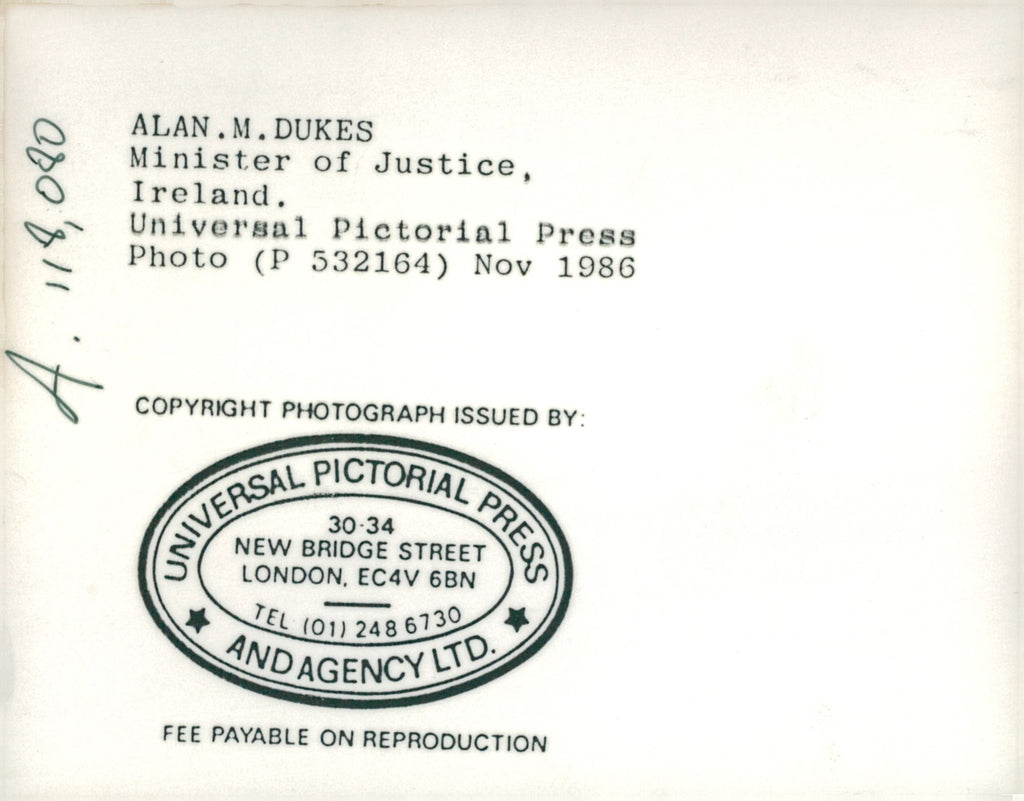 ALAN.M.DUKES
Minister of Justice,
Ireland.
Universal Pictorial Press
Photo (P 532164) Nov 1986
A. 118,080
COPYRIGHT PHOTOGRAPH ISSUED BY:
UNIVERSAL PICTORIAL PRESS
30-34
NEW BRIDGE STREET
LONDON, EC4V 6BN
TEL (01) 248 6730
AND AGENCY LTD.
FEE PAYABLE ON REPRODUCTION